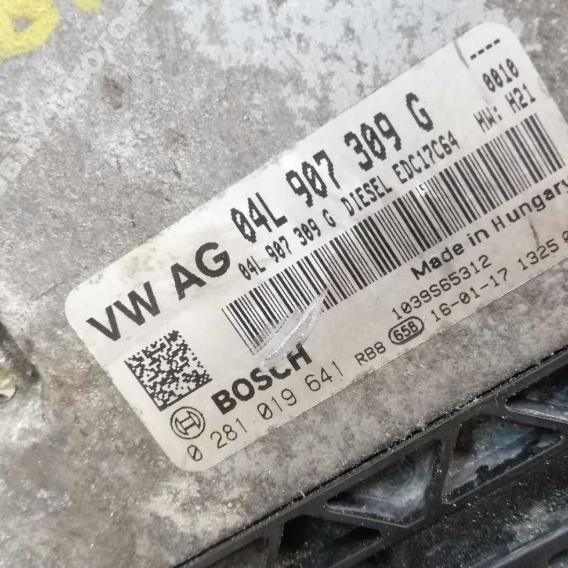 VW AG 04L 907 309 G
04L 907 309 G DIESEL EDC17C64
----
0010
HW: H21
Made in Hungary
1039S65312
BOSCH RB8 65B 16-01-17 1325
0 281 019 641